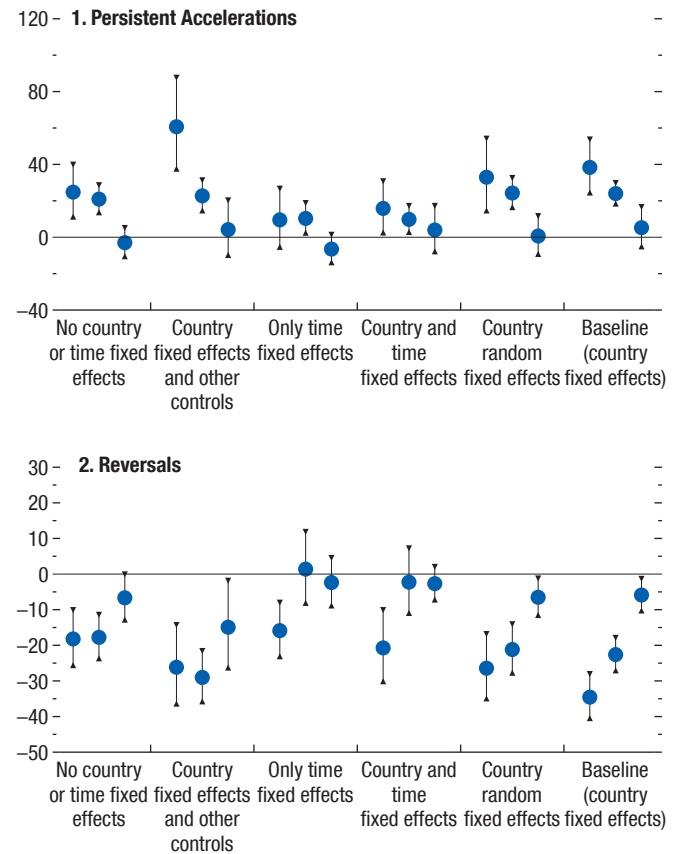 1. Persistent Accelerations
120
80
40
0
–40
No country or time fixed effects
Country fixed effects and other controls
Only time fixed effects
Country and time fixed effects
Country random fixed effects
Baseline (country fixed effects)
2. Reversals
30
20
10
0
–10
–20
–30
–40
–50
No country or time fixed effects
Country fixed effects and other controls
Only time fixed effects
Country and time fixed effects
Country random fixed effects
Baseline (country fixed effects)